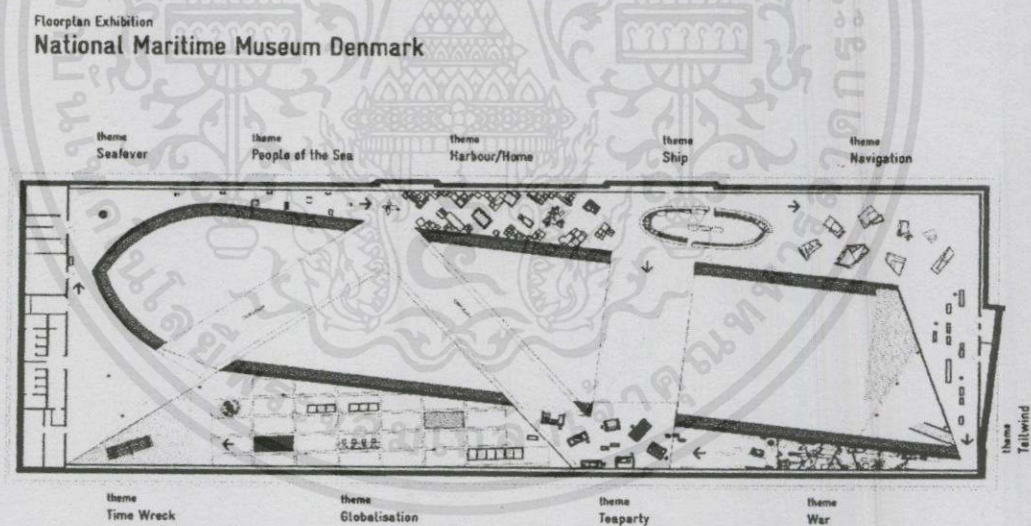 Floorplan Exhibition
National Maritime Museum Denmark
theme
Seafever
theme
People of the Sea
theme
Harbour/Home
theme
Ship
theme
Navigation
theme
Tailwind
theme
Time Wreck
theme
Globalisation
theme
Teaparty
theme
War